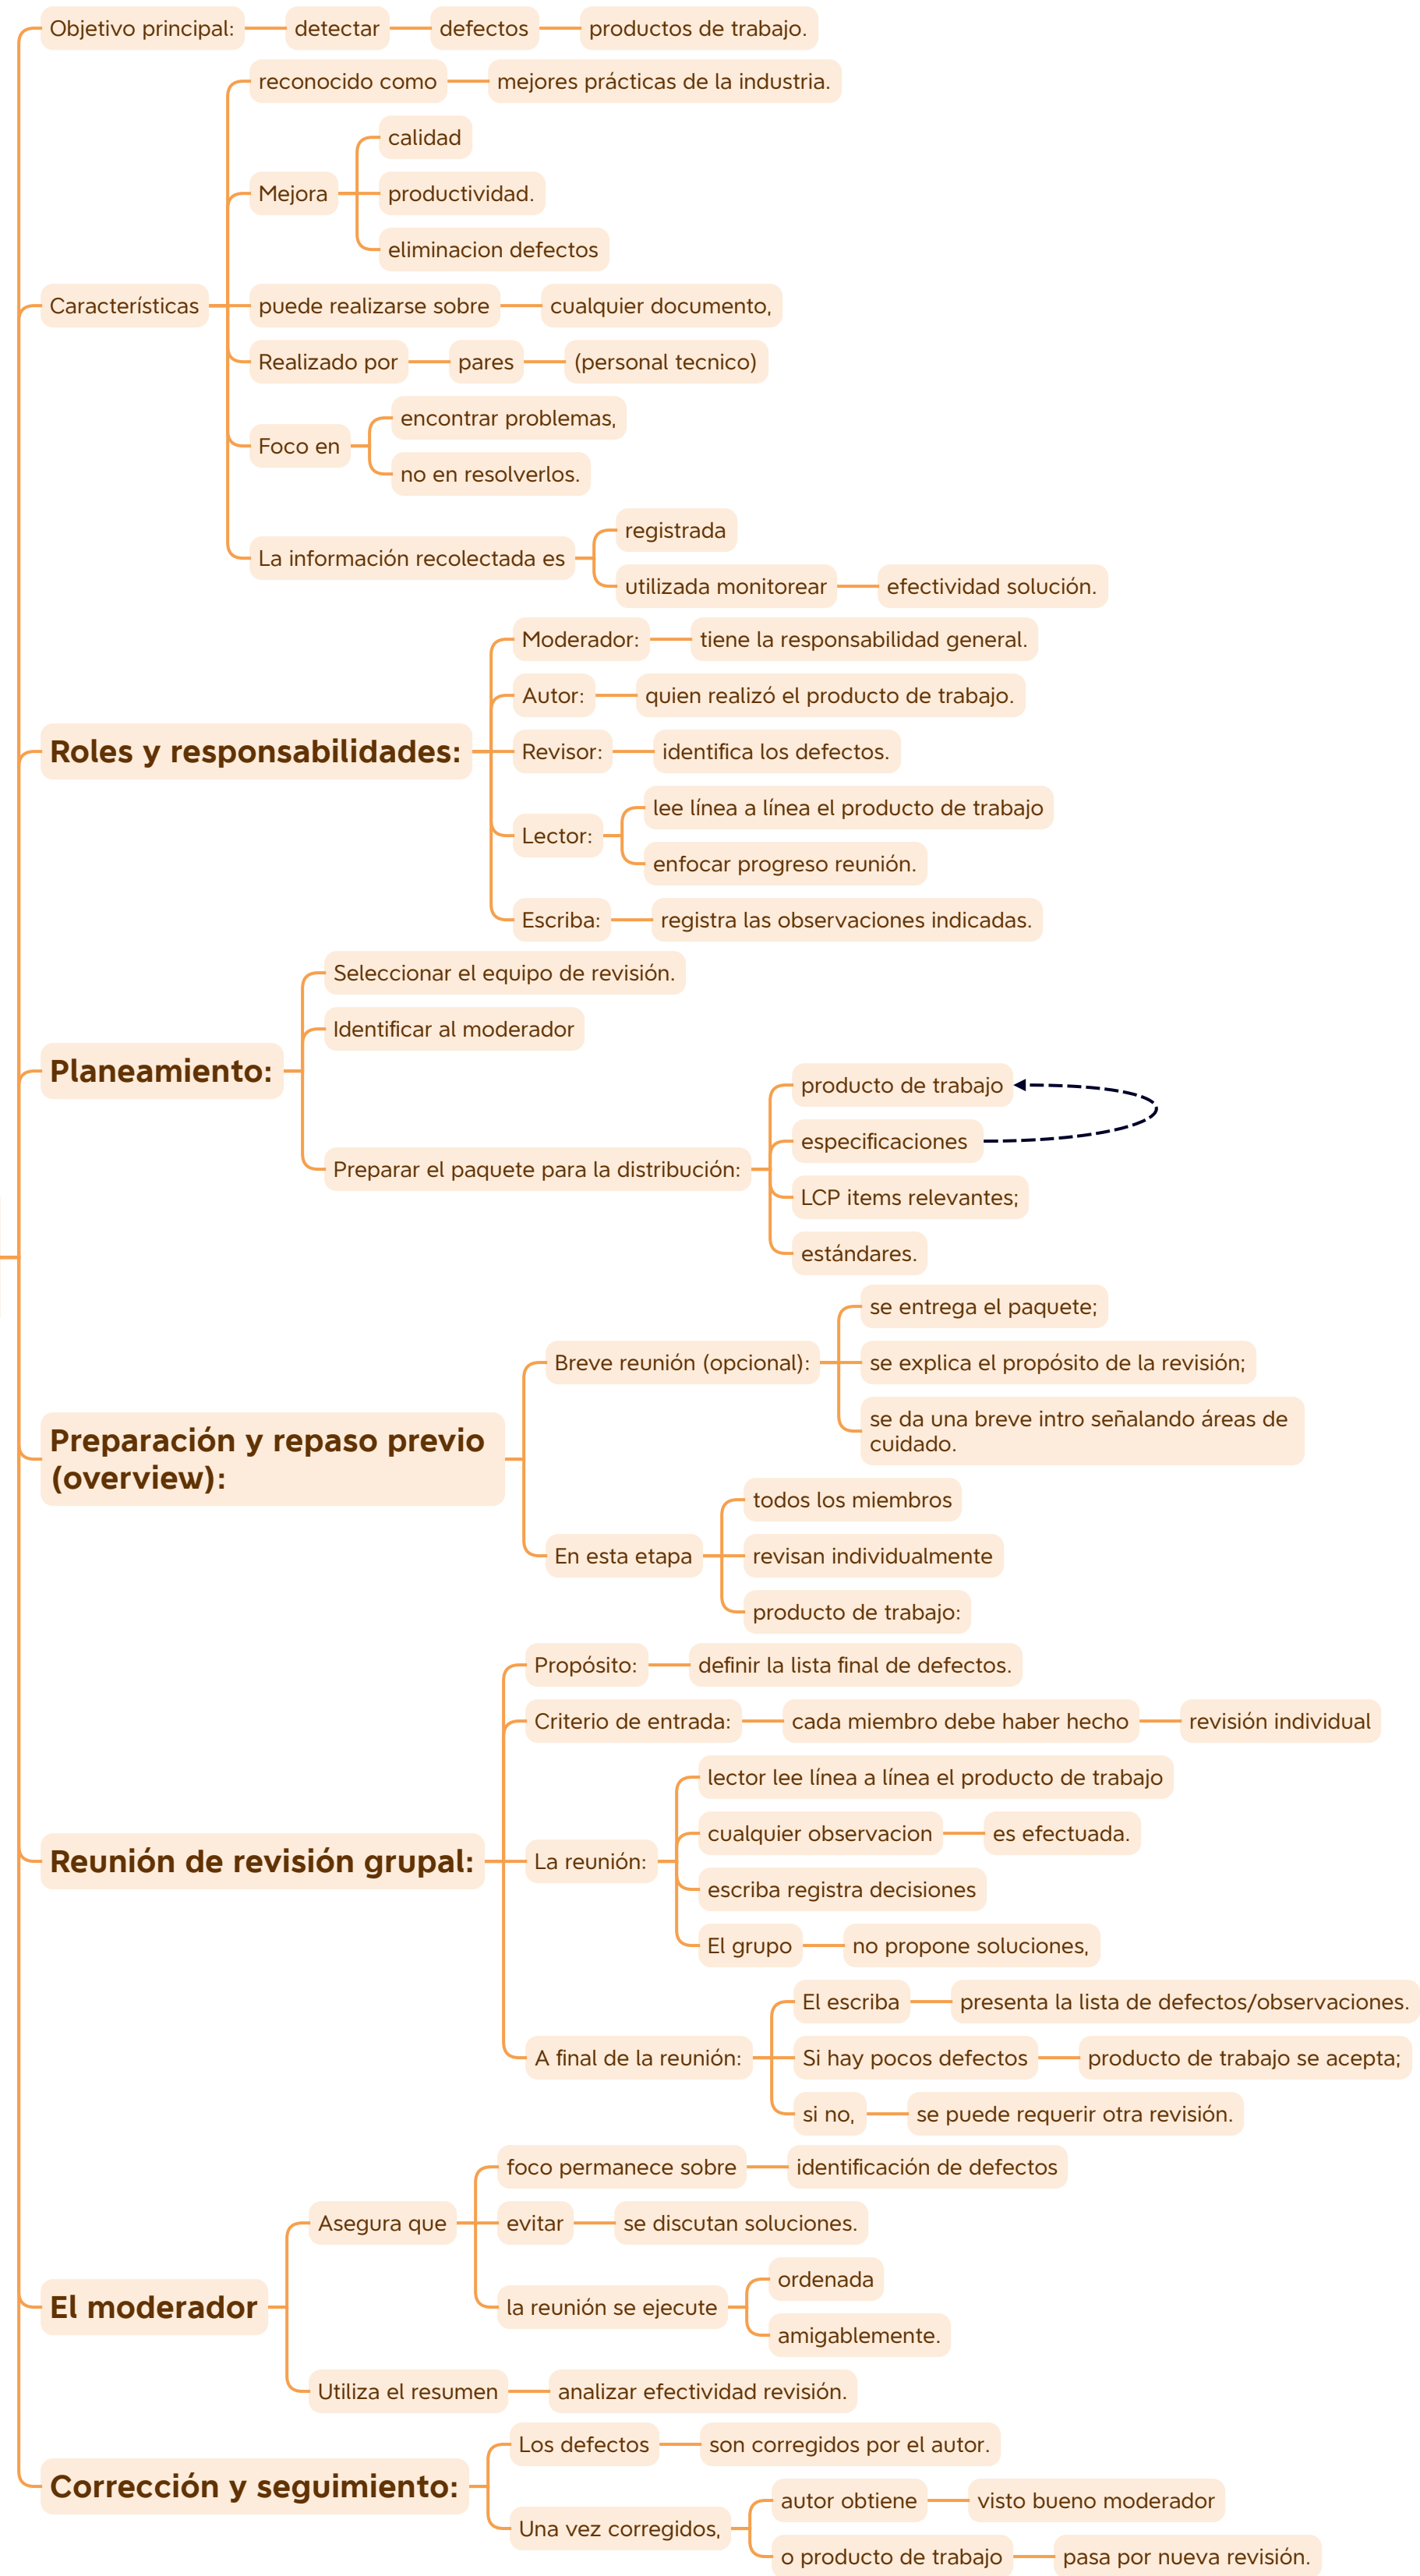 Objetivo principal:
detectar
defectos
productos de trabajo.
Características
reconocido como
mejores prácticas de la industria.
Mejora
calidad
productividad.
eliminacion defectos
puede realizarse sobre
cualquier documento,
Realizado por
pares
(personal tecnico)
Foco en
encontrar problemas,
no en resolverlos.
La información recolectada es
registrada
utilizada monitorear
efectividad solución.
Roles y responsabilidades:
Moderador:
tiene la responsabilidad general.
Autor:
quien realizó el producto de trabajo.
Revisor:
identifica los defectos.
Lector:
lee línea a línea el producto de trabajo
enfocar progreso reunión.
Escriba:
registra las observaciones indicadas.
Planeamiento:
Seleccionar el equipo de revisión.
Identificar al moderador
Preparar el paquete para la distribución:
producto de trabajo
especificaciones
LCP items relevantes;
estándares.
Preparación y repaso previo
(overview):
Breve reunión (opcional):
se entrega el paquete;
se explica el propósito de la revisión;
se da una breve intro señalando áreas de
cuidado.
En esta etapa
todos los miembros
revisan individualmente
producto de trabajo:
Reunión de revisión grupal:
Propósito:
definir la lista final de defectos.
Criterio de entrada:
cada miembro debe haber hecho
revisión individual
La reunión:
lector lee línea a línea el producto de trabajo
cualquier observacion
es efectuada.
escriba registra decisiones
El grupo
no propone soluciones,
A final de la reunión:
El escriba
presenta la lista de defectos/observaciones.
Si hay pocos defectos
producto de trabajo se acepta;
si no,
se puede requerir otra revisión.
El moderador
Asegura que
foco permanece sobre
identificación de defectos
evitar
se discutan soluciones.
la reunión se ejecute
ordenada
amigablemente.
Utiliza el resumen
analizar efectividad revisión.
Corrección y seguimiento:
Los defectos
son corregidos por el autor.
Una vez corregidos,
autor obtiene
visto bueno moderador
o producto de trabajo
pasa por nueva revisión.